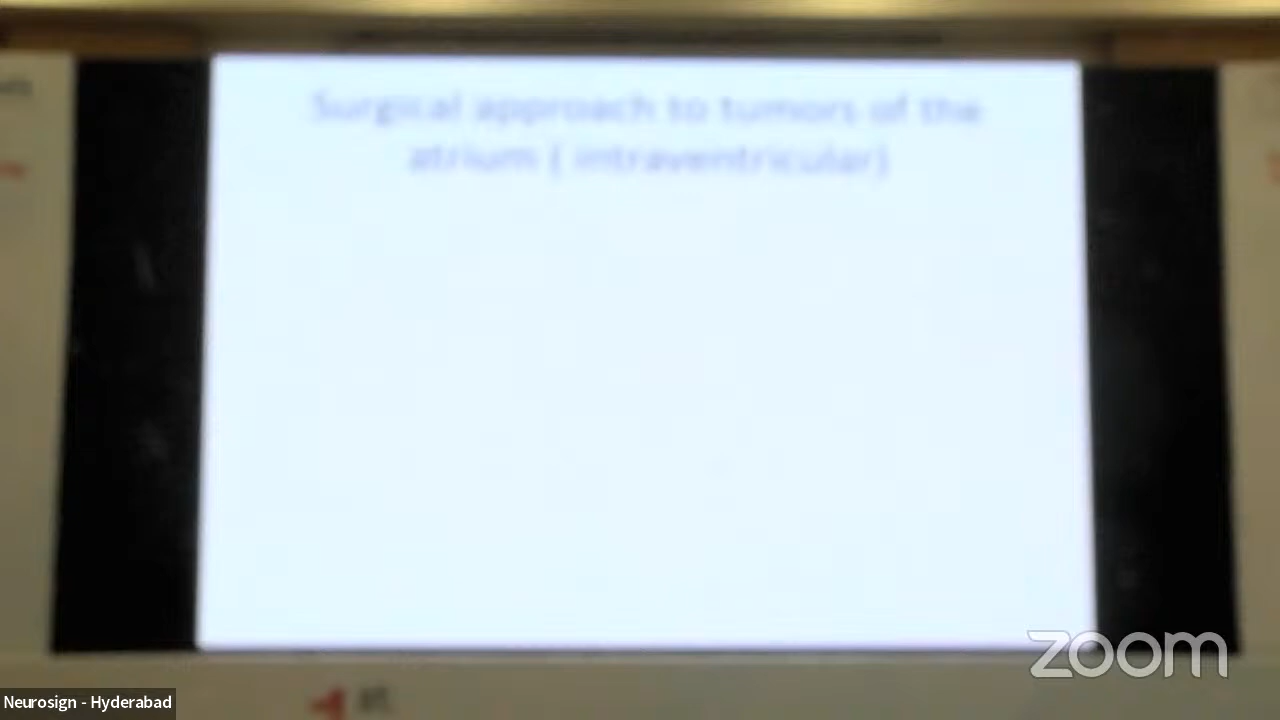 Surgical approach to tumors of the
atrium ( intraventricular)
zoom
Neurosign - Hyderabad